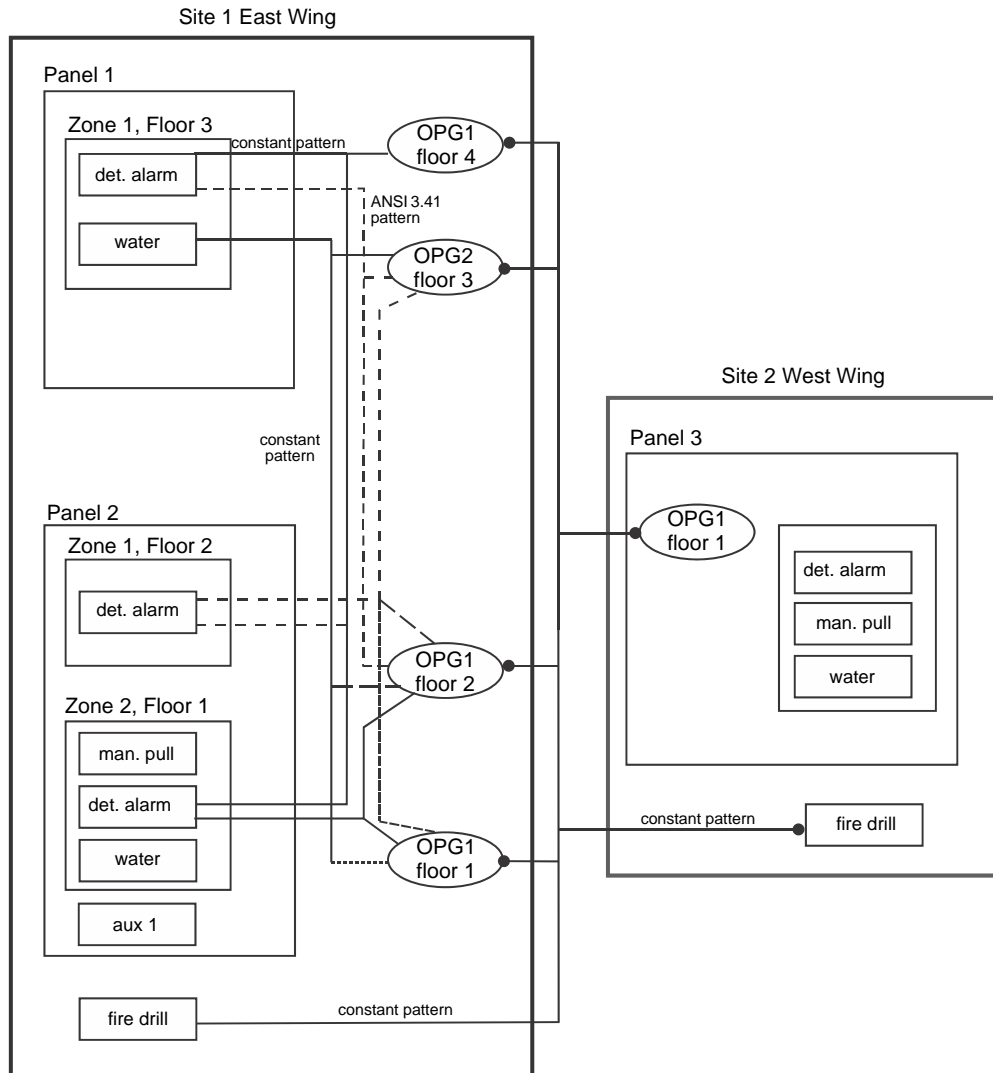 Site 1 East Wing
Panel 1
Zone 1, Floor 3
det. alarm
water
constant pattern
OPG1
floor 4
ANSI 3.41
pattern
OPG2
floor 3
constant
pattern
Panel 2
Zone 1, Floor 2
det. alarm
OPG1
floor 2
Zone 2, Floor 1
man. pull
det. alarm
water
aux 1
OPG1
floor 1
fire drill
constant pattern
Site 2 West Wing
Panel 3
OPG1
floor 1
det. alarm
man. pull
water
constant pattern
fire drill